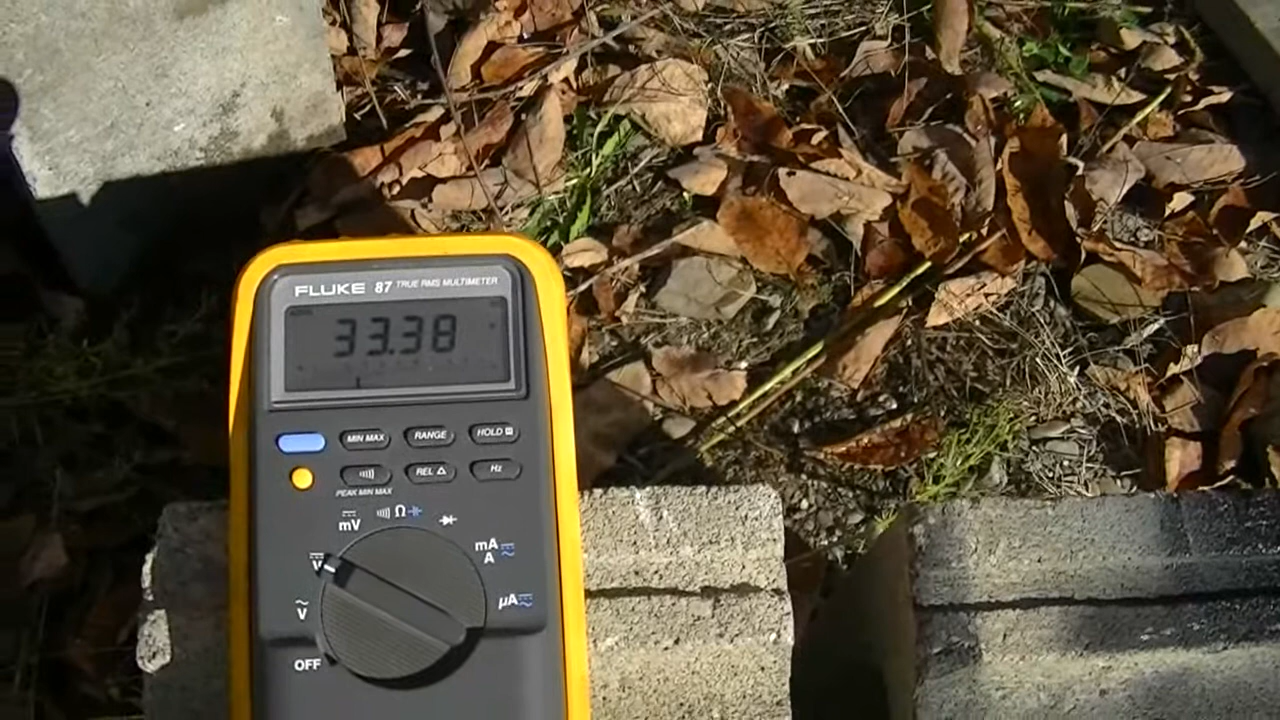 FLUKE 87 TRUE RMS MULTIMETER
33.38
MIN MAX RANGE HOLD H
REL △ Hz
PEAK MIN MAX
mV Ω
mA
A
V
µA
V
OFF